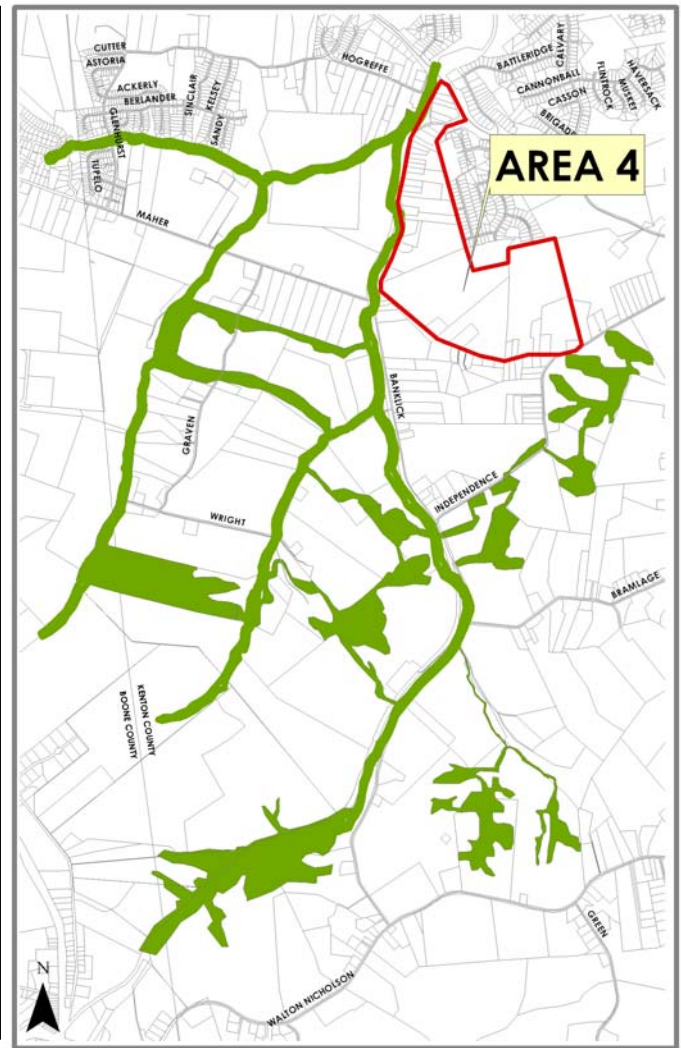 CUTTER
ASTORIA
ACKERLY
BERLANDER
GLENHURST
TUPELO
SINCLAIR
KELSEY
SANDY
HOGREFFE
BATTLERIDGE
CALVARY
CANNONBALL
CASSON
BRIGADE
FLINTROCK
MUSKET
HAVERSACK
AREA 4
MAHER
BANKLICK
GRAVEN
WRIGHT
INDEPENDENCE
BRAMLAGE
KENTON COUNTY
BOONE COUNTY
GREEN
WALTON NICHOLSON
N